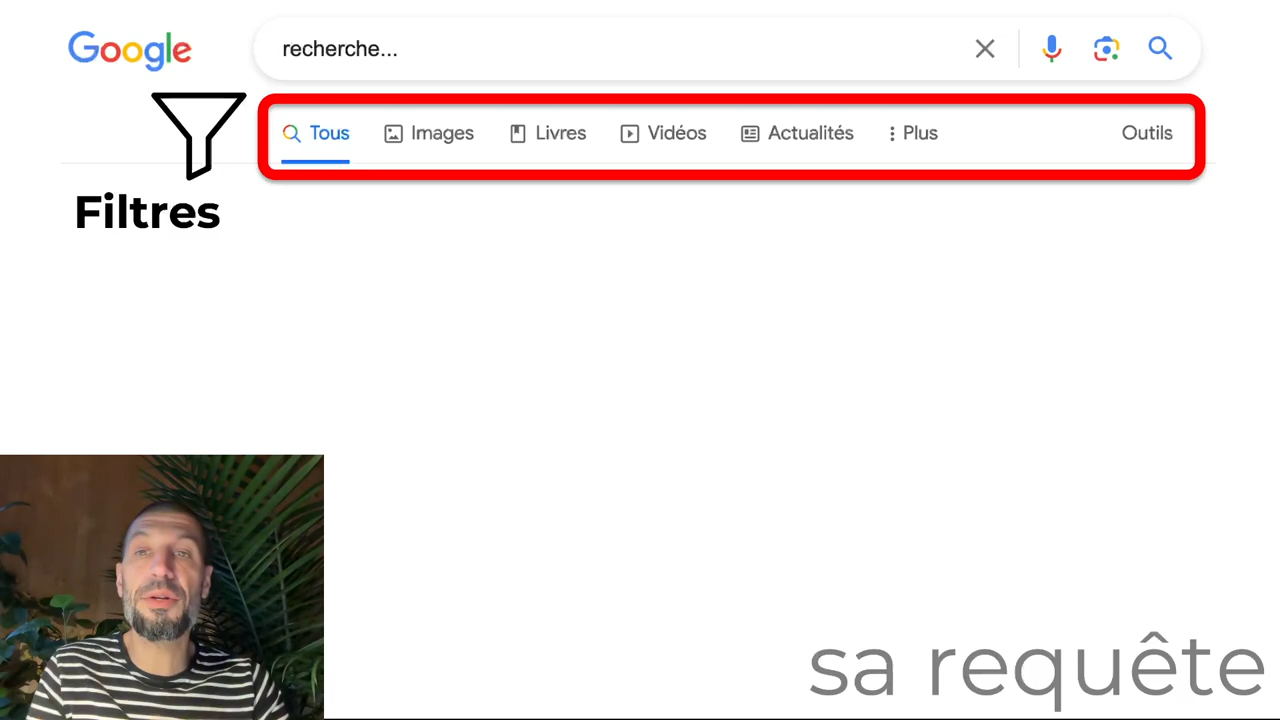 Google
recherche...
Tous Images Livres Vidéos Actualités Plus Outils
Filtres
sa requête